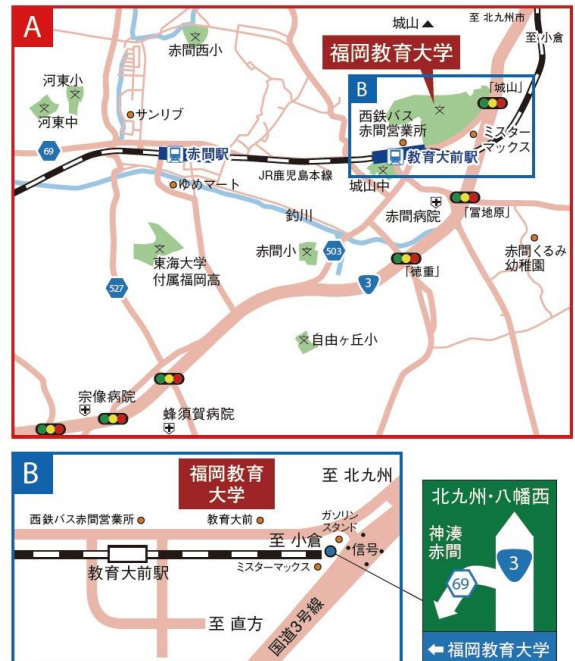 A
城山
至 北九州市
至 小倉
赤間西小
福岡教育大学
河東小
河東中
サンリブ
B
「城山」
西鉄バス
赤間営業所
ミスター
マックス
69
赤間駅
教育大前駅
JR鹿児島本線
城山中
ゆめマート
赤間病院
「冨地原」
釣川
東海大学
付属福岡高
赤間小
503
「徳重」
赤間くるみ
幼稚園
527
3
自由ヶ丘小
宗像病院
蜂須賀病院
B
福岡教育
大学
至 北九州
西鉄バス赤間営業所
教育大前
ガソリン
スタンド
至 小倉
信号
教育大前駅
ミスターマックス
至 直方
国道3号線
北九州・八幡西
神湊
赤間
69
3
福岡教育大学